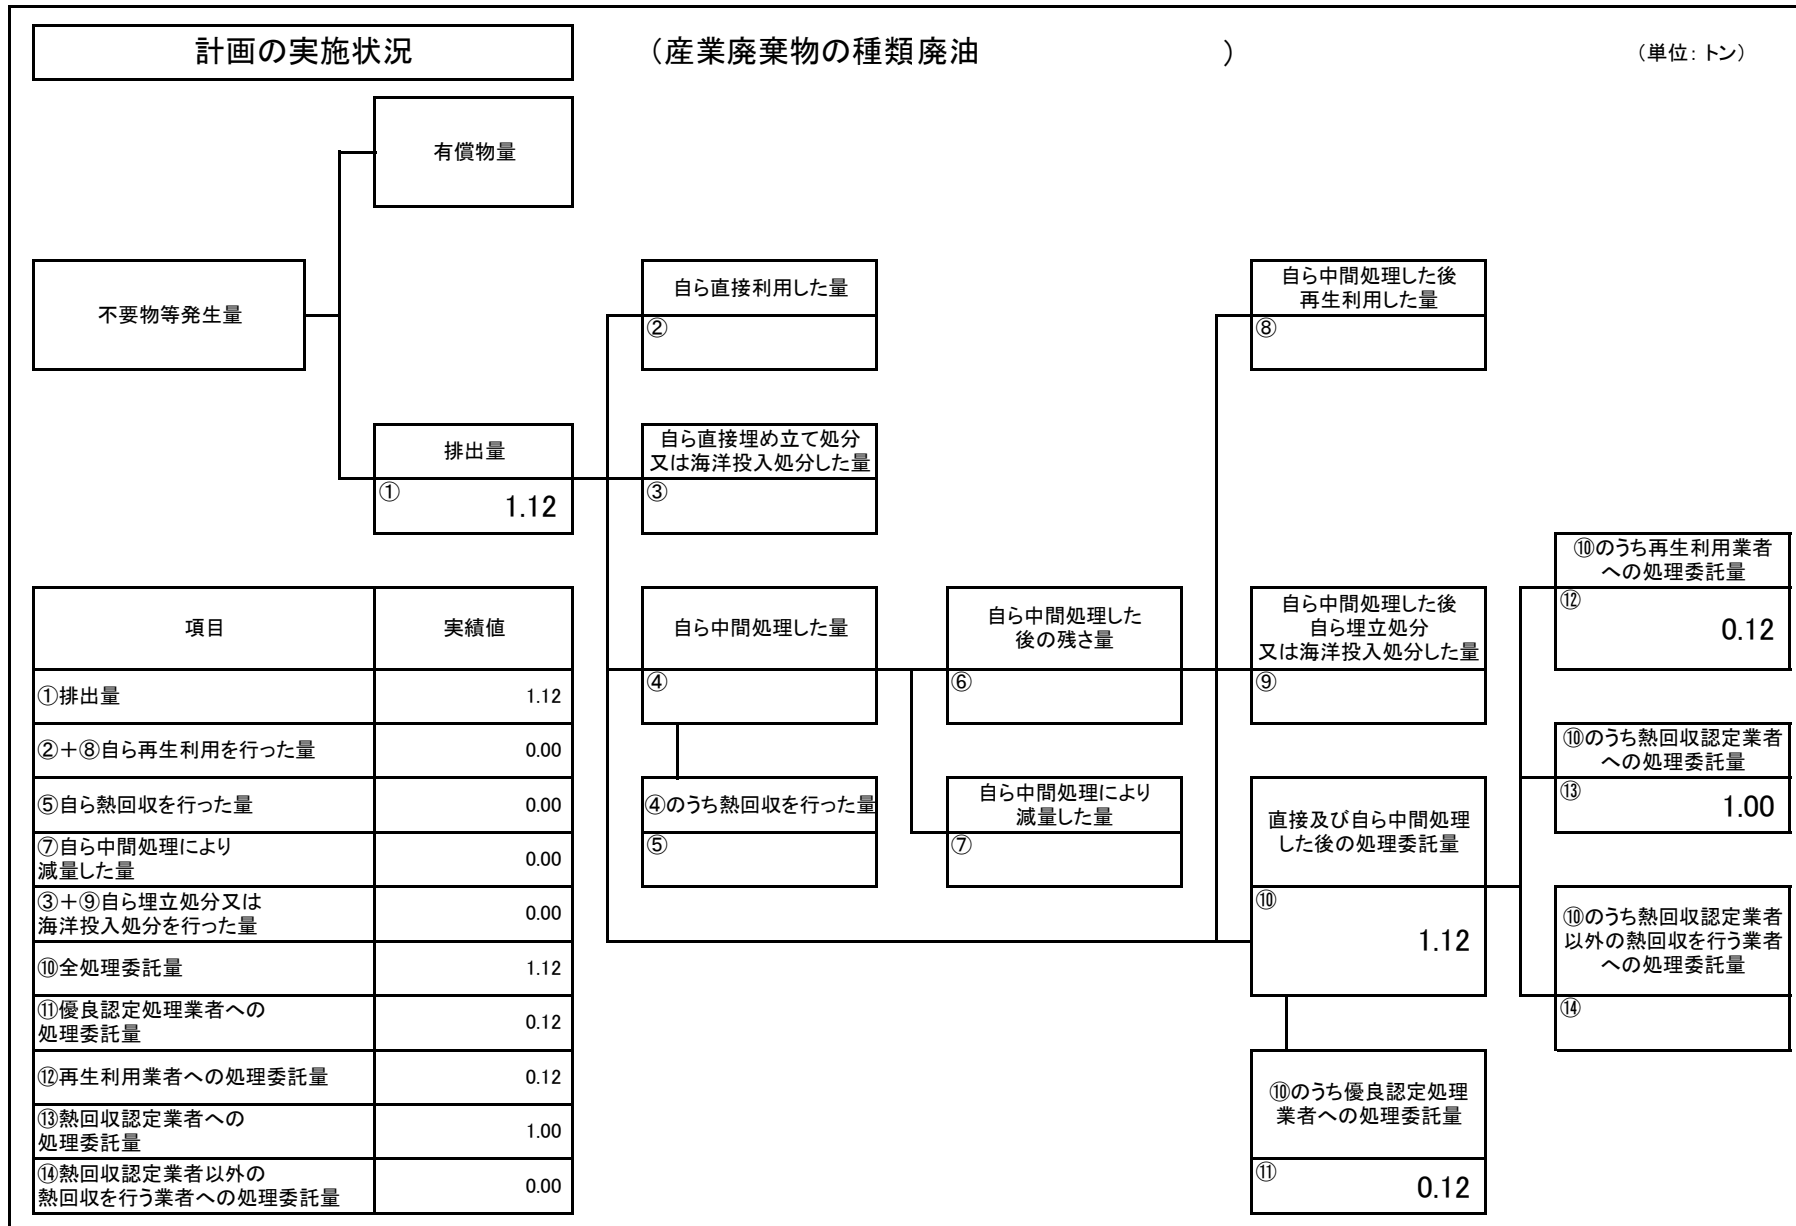 計画の実施状況
（産業廃棄物の種類廃油　　　　　　　　）
（単位：トン）
有償物量
不要物等発生量
自ら直接利用した量
②
自ら中間処理した後
再生利用した量
⑧
排出量
①
1.12
自ら直接埋め立て処分
又は海洋投入処分した量
③
⑩のうち再生利用業者
への処理委託量
⑫
0.12
自ら中間処理した量
④
自ら中間処理した
後の残さ量
⑥
自ら中間処理した後
自ら埋立処分
又は海洋投入処分した量
⑨
⑩のうち熱回収認定業者
への処理委託量
⑬
1.00
④のうち熱回収を行った量
⑤
自ら中間処理により
減量した量
⑦
直接及び自ら中間処理
した後の処理委託量
⑩
1.12
⑩のうち熱回収認定業者
以外の熱回収を行う業者
への処理委託量
⑭
⑩のうち優良認定処理
業者への処理委託量
⑪
0.12
項目 実績値
①排出量 1.12
②＋⑧自ら再生利用を行った量 0.00
⑤自ら熱回収を行った量 0.00
⑦自ら中間処理により
減量した量 0.00
③＋⑨自ら埋立処分又は
海洋投入処分を行った量 0.00
⑩全処理委託量 1.12
⑪優良認定処理業者への
処理委託量 0.12
⑫再生利用業者への処理委託量 0.12
⑬熱回収認定業者への
処理委託量 1.00
⑭熱回収認定業者以外の
熱回収を行う業者への処理委託量 0.00